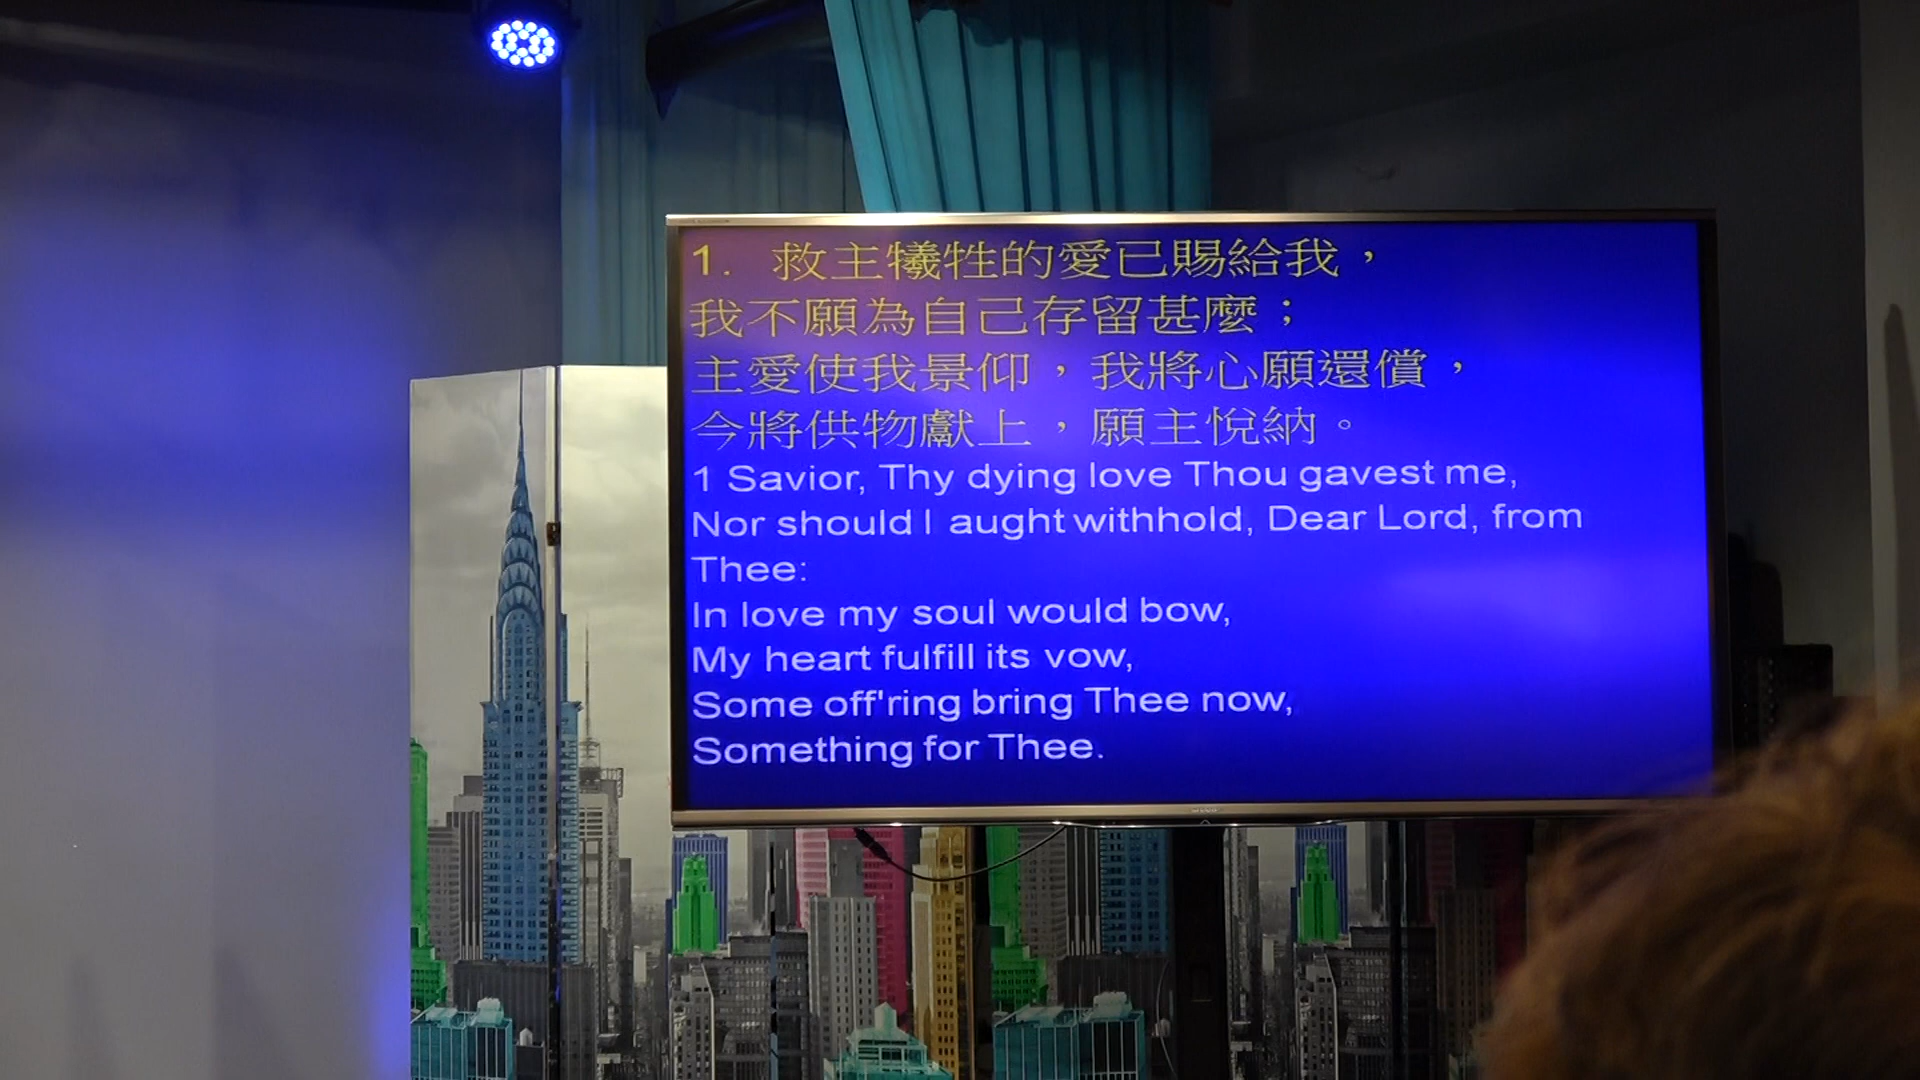 1. 救主犧牲的愛已賜給我，
我不願為自己存留甚麼；
主愛使我景仰，我將心願還償，
今將供物獻上，願主悅納。
1 Savior, Thy dying love Thou gavest me,
Nor should I aught withhold, Dear Lord, from
Thee:
In love my soul would bow,
My heart fulfill its vow,
Some off'ring bring Thee now,
Something for Thee.